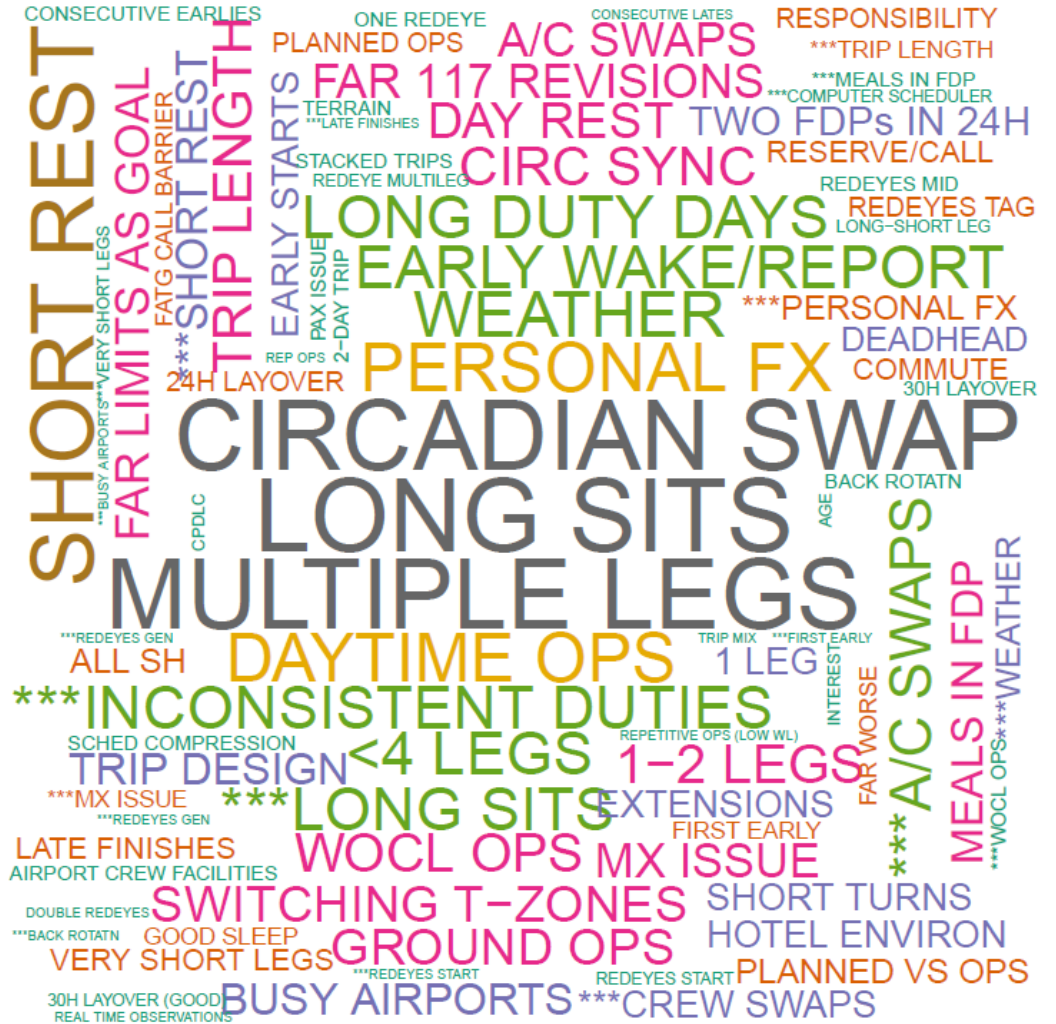 CONSECUTIVE EARLIES
ONE REDEYE
CONSECUTIVE LATES
RESPONSIBILITY
PLANNED OPS
A/C SWAPS
***TRIP LENGTH
FAR 117 REVISIONS
***MEALS IN FDP
***COMPUTER SCHEDULER
TERRAIN
***LATE FINISHES
DAY REST
TWO FDPs IN 24H
STACKED TRIPS
CIRC SYNC
RESERVE/CALL
REDEYE MULTILEG
REDEYES MID
LONG DUTY DAYS
REDEYES TAG
LONG-SHORT LEG
EARLY WAKE/REPORT
WEATHER
***PERSONAL FX
DEADHEAD
REP OPS
24H LAYOVER
PERSONAL FX
COMMUTE
30H LAYOVER
SHORT REST
FAR LIMITS AS GOAL
FATG CALL BARRIER
***SHORT REST
TRIP LENGTH
EARLY STARTS
PAX ISSUE
2-DAY TRIP
***VERY SHORT LEGS
***BUSY AIRPORTS
CIRCADIAN SWAP
LONG SITS
BACK ROTATN
AGE
CPDLC
MULTIPLE LEGS
***REDEYES GEN
ALL SH
DAYTIME OPS
TRIP MIX
***FIRST EARLY
1 LEG
INTEREST
FAR WORSE
*** A/C SWAPS
MEALS IN FDP
***WEATHER
***WOCL OPS
***INCONSISTENT DUTIES
SCHED COMPRESSION
<4 LEGS
REPETITIVE OPS (LOW WL)
TRIP DESIGN
1-2 LEGS
***MX ISSUE
***REDEYES GEN
***LONG SITS
EXTENSIONS
FIRST EARLY
LATE FINISHES
WOCL OPS
MX ISSUE
AIRPORT CREW FACILITIES
DOUBLE REDEYES
SWITCHING T-ZONES
SHORT TURNS
***BACK ROTATN
GOOD SLEEP
GROUND OPS
HOTEL ENVIRON
VERY SHORT LEGS
***REDEYES START
REDEYES START
PLANNED VS OPS
30H LAYOVER (GOOD)
BUSY AIRPORTS
***CREW SWAPS
REAL TIME OBSERVATIONS